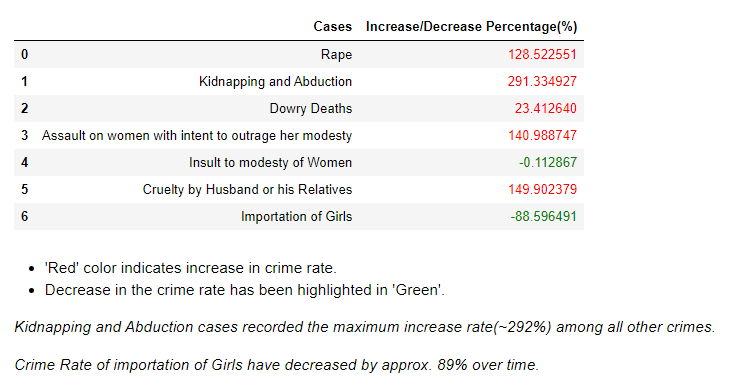 Cases Increase/Decrease Percentage(%)
0 Rape 128.522551
1 Kidnapping and Abduction 291.334927
2 Dowry Deaths 23.412640
3 Assault on women with intent to outrage her modesty 140.988747
4 Insult to modesty of Women -0.112867
5 Cruelty by Husband or his Relatives 149.902379
6 Importation of Girls -88.596491
• 'Red' color indicates increase in crime rate.
• Decrease in the crime rate has been highlighted in 'Green'.
Kidnapping and Abduction cases recorded the maximum increase rate(~292%) among all other crimes.
Crime Rate of importation of Girls have decreased by approx. 89% over time.